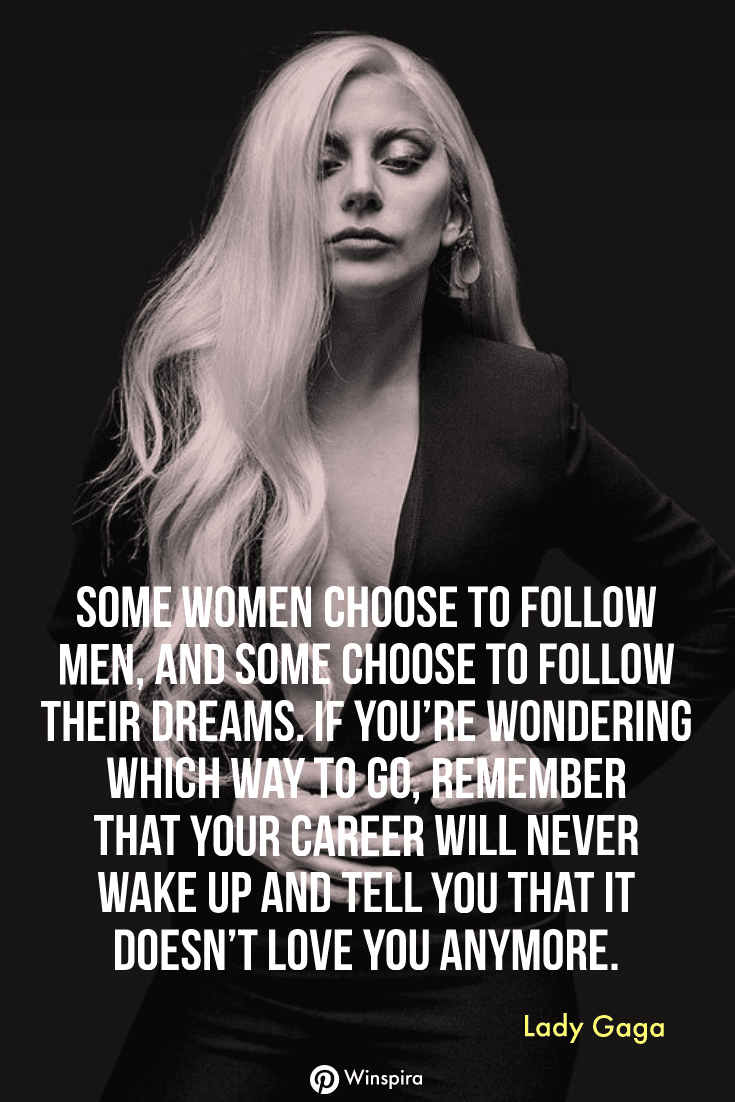 SOME WOMEN CHOOSE TO FOLLOW
MEN, AND SOME CHOOSE TO FOLLOW
THEIR DREAMS. IF YOU’RE WONDERING
WHICH WAY TO GO, REMEMBER
THAT YOUR CAREER WILL NEVER
WAKE UP AND TELL YOU THAT IT
DOESN’T LOVE YOU ANYMORE.
Lady Gaga
Winspira